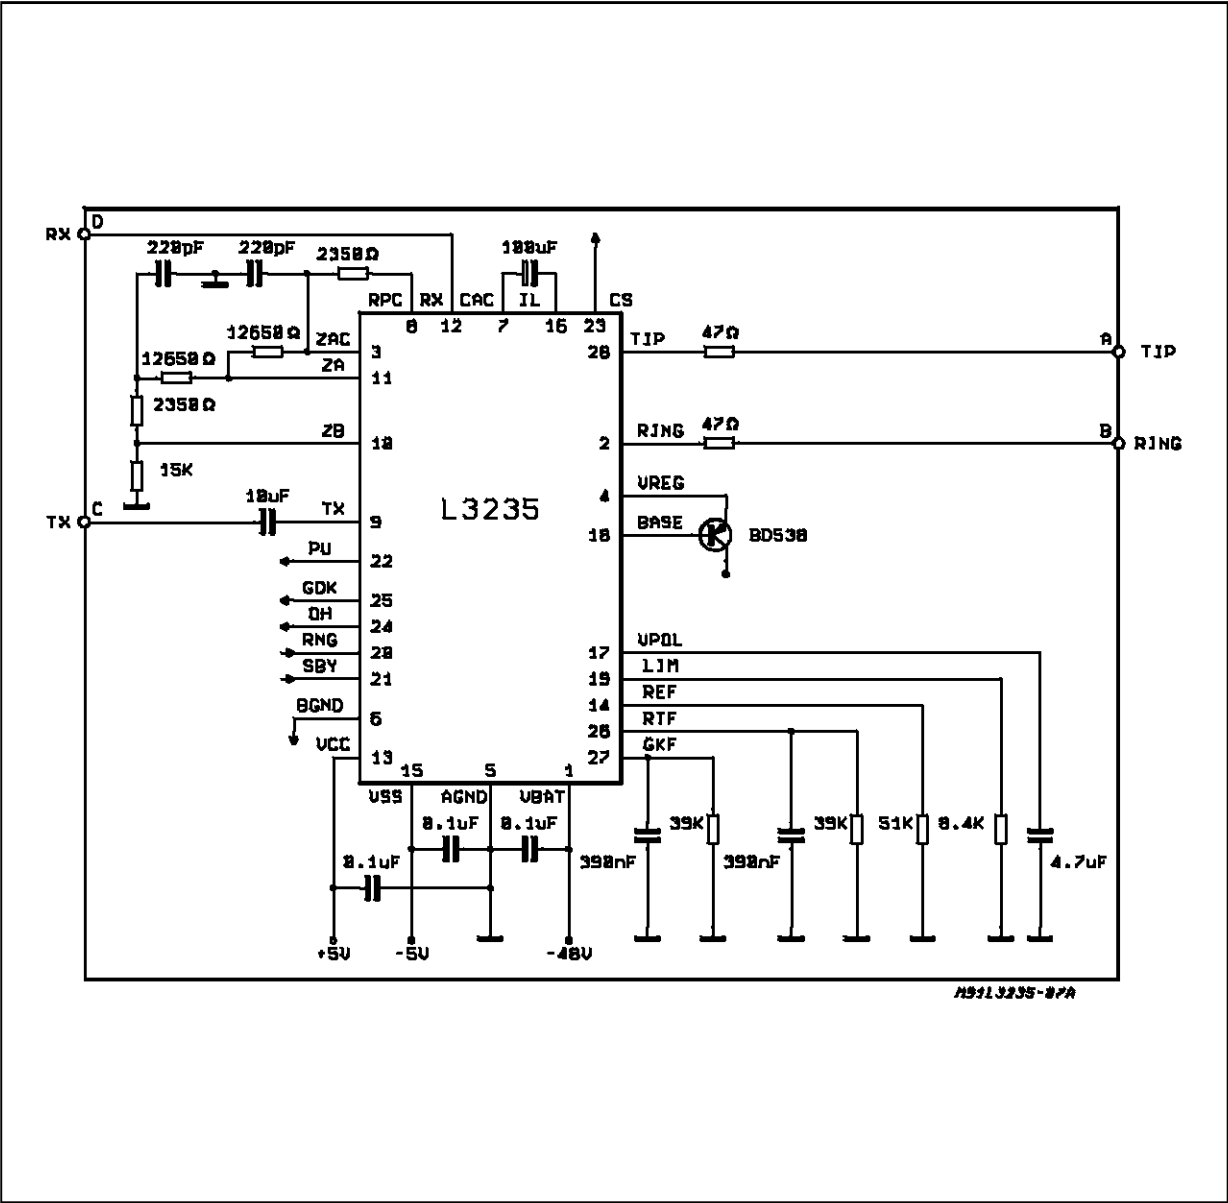 D
RX
220pF 220pF 2350Ω 100uF
RPC RX CAC IL CS
8 12 7 16 23
12650Ω ZAC 3 28 TIP 47Ω A TIP
12650Ω ZA 11
2350Ω
ZB 10 2 RING 47Ω B RING
15K
4 VREG
10uF
C TX 9 L3235 18 BASE BD538
TX
PU 22
GDK 25
OH 24
RNG 20 17 VPOL
SBY 21 19 LIM
14 REF
BGND 6 26 RTF
VCC 13 27 GKF
15 5 1
VSS AGND VBAT
0.1uF 0.1uF 39K 39K 51K 8.4K
0.1uF 390nF 390nF 4.7uF
+5V -5V -48V
M91L3235-07A